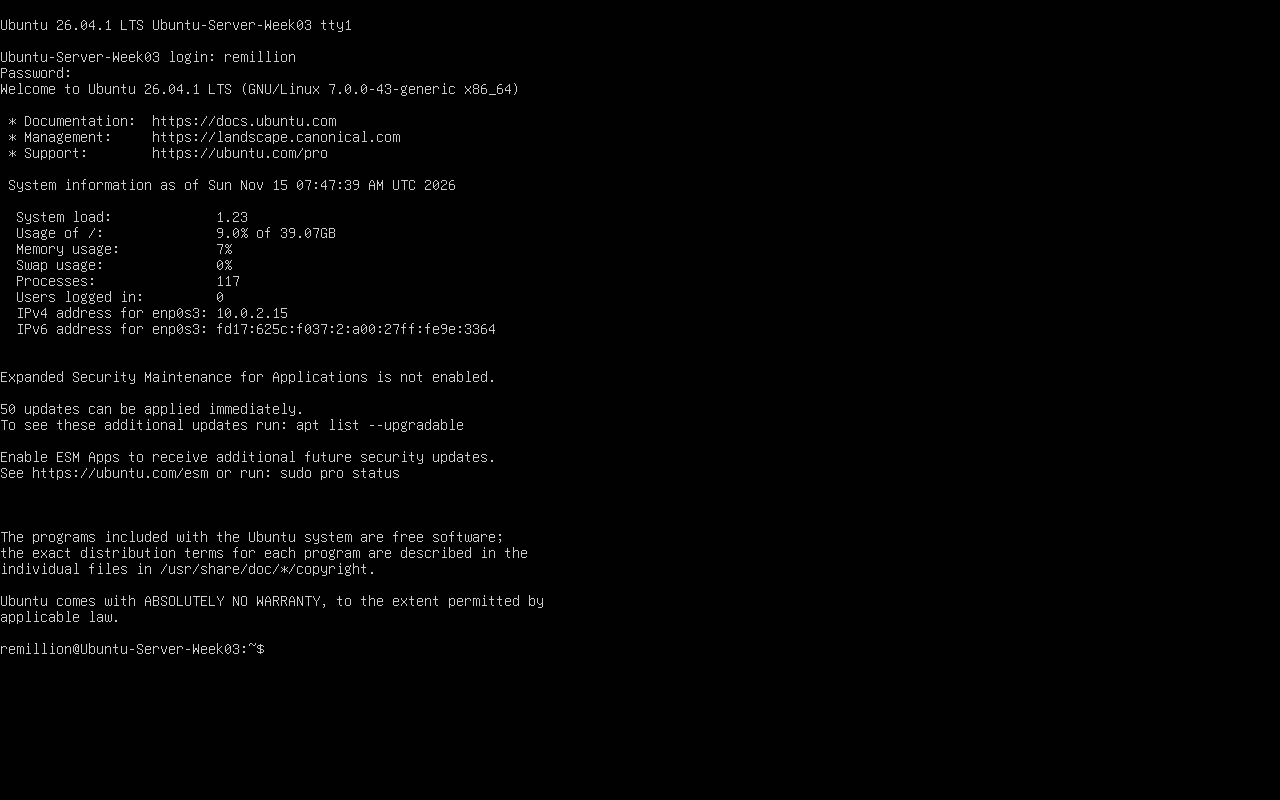 Ubuntu 26.04.1 LTS Ubuntu-Server-Week03 tty1
Ubuntu-Server-Week03 login: remillion
Password:
Welcome to Ubuntu 26.04.1 LTS (GNU/Linux 7.0.0-43-generic x86_64)
* Documentation:  https://docs.ubuntu.com
* Management:     https://landscape.canonical.com
* Support:        https://ubuntu.com/pro
System information as of Sun Nov 15 07:47:39 AM UTC 2026
System load:             1.23
Usage of /:              9.0% of 39.07GB
Memory usage:            7%
Swap usage:              0%
Processes:               117
Users logged in:         0
IPv4 address for enp0s3: 10.0.2.15
IPv6 address for enp0s3: fd17:625c:f037:2:a00:27ff:fe9e:3364
Expanded Security Maintenance for Applications is not enabled.
50 updates can be applied immediately.
To see these additional updates run: apt list --upgradable
Enable ESM Apps to receive additional future security updates.
See https://ubuntu.com/esm or run: sudo pro status
The programs included with the Ubuntu system are free software;
the exact distribution terms for each program are described in the
individual files in /usr/share/doc/*/copyright.
Ubuntu comes with ABSOLUTELY NO WARRANTY, to the extent permitted by
applicable law.
remillion@Ubuntu-Server-Week03:~$